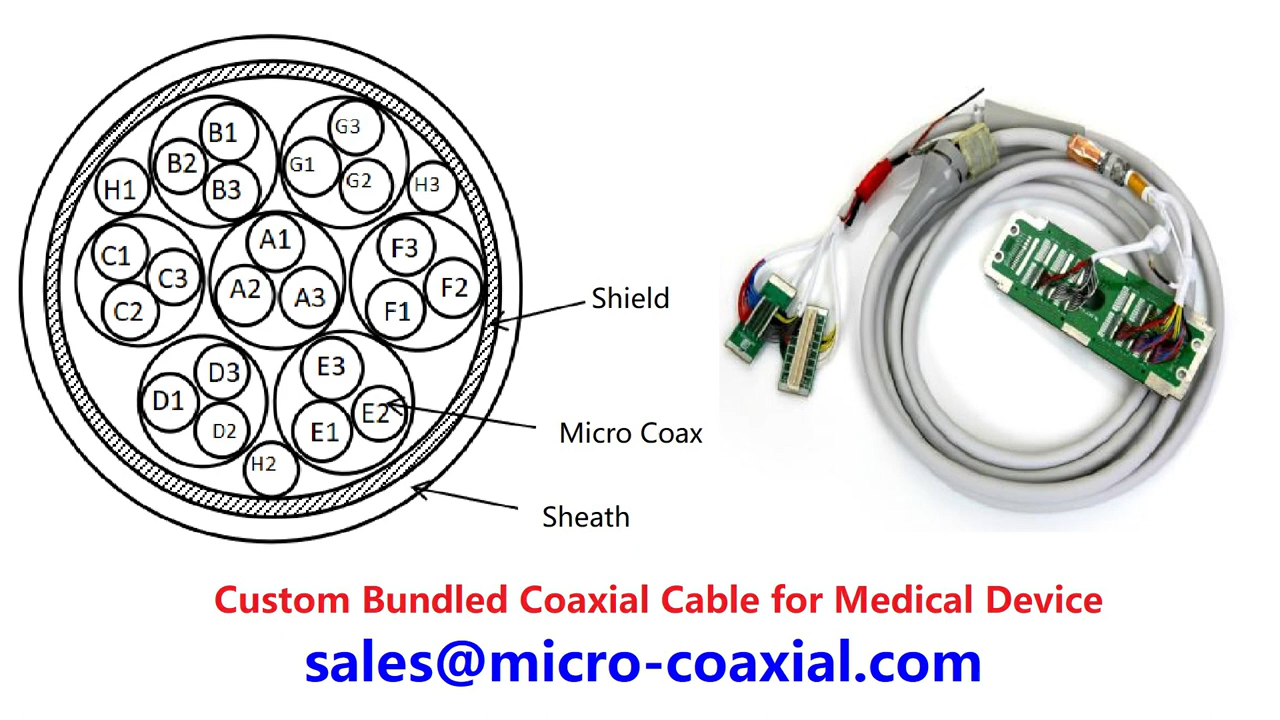 B1
G3
B2
G1
G2
B3
H1
H3
A1
C1
F3
C3
A2
A3
F2
C2
F1
Shield
E3
D3
D1
E2
D2
E1
Micro Coax
H2
Sheath
Custom Bundled Coaxial Cable for Medical Device
sales@micro-coaxial.com